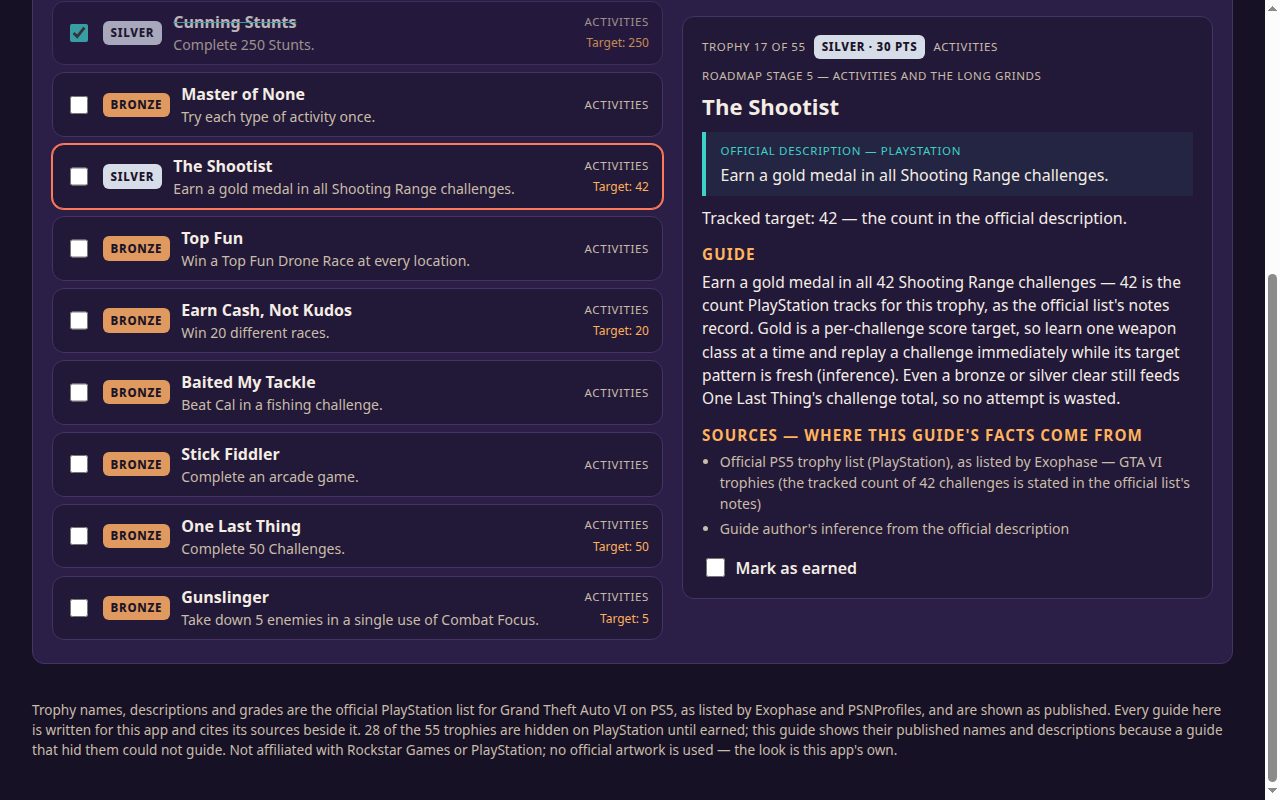 SILVER
Cunning Stunts
Complete 250 Stunts.
ACTIVITIES
Target: 250
BRONZE
Master of None
Try each type of activity once.
ACTIVITIES
SILVER
The Shootist
Earn a gold medal in all Shooting Range challenges.
ACTIVITIES
Target: 42
BRONZE
Top Fun
Win a Top Fun Drone Race at every location.
ACTIVITIES
BRONZE
Earn Cash, Not Kudos
Win 20 different races.
ACTIVITIES
Target: 20
BRONZE
Baited My Tackle
Beat Cal in a fishing challenge.
ACTIVITIES
BRONZE
Stick Fiddler
Complete an arcade game.
ACTIVITIES
BRONZE
One Last Thing
Complete 50 Challenges.
ACTIVITIES
Target: 50
BRONZE
Gunslinger
Take down 5 enemies in a single use of Combat Focus.
ACTIVITIES
Target: 5
TROPHY 17 OF 55 SILVER · 30 PTS ACTIVITIES
ROADMAP STAGE 5 — ACTIVITIES AND THE LONG GRINDS
The Shootist
OFFICIAL DESCRIPTION — PLAYSTATION
Earn a gold medal in all Shooting Range challenges.
Tracked target: 42 — the count in the official description.
GUIDE
Earn a gold medal in all 42 Shooting Range challenges — 42 is the
count PlayStation tracks for this trophy, as the official list's notes
record. Gold is a per-challenge score target, so learn one weapon
class at a time and replay a challenge immediately while its target
pattern is fresh (inference). Even a bronze or silver clear still feeds
One Last Thing's challenge total, so no attempt is wasted.
SOURCES — WHERE THIS GUIDE'S FACTS COME FROM
• Official PS5 trophy list (PlayStation), as listed by Exophase — GTA VI
trophies (the tracked count of 42 challenges is stated in the official list's
notes)
• Guide author's inference from the official description
Mark as earned
Trophy names, descriptions and grades are the official PlayStation list for Grand Theft Auto VI on PS5, as listed by Exophase and PSNProfiles, and are shown as published. Every guide here
is written for this app and cites its sources beside it. 28 of the 55 trophies are hidden on PlayStation until earned; this guide shows their published names and descriptions because a guide
that hid them could not guide. Not affiliated with Rockstar Games or PlayStation; no official artwork is used — the look is this app's own.